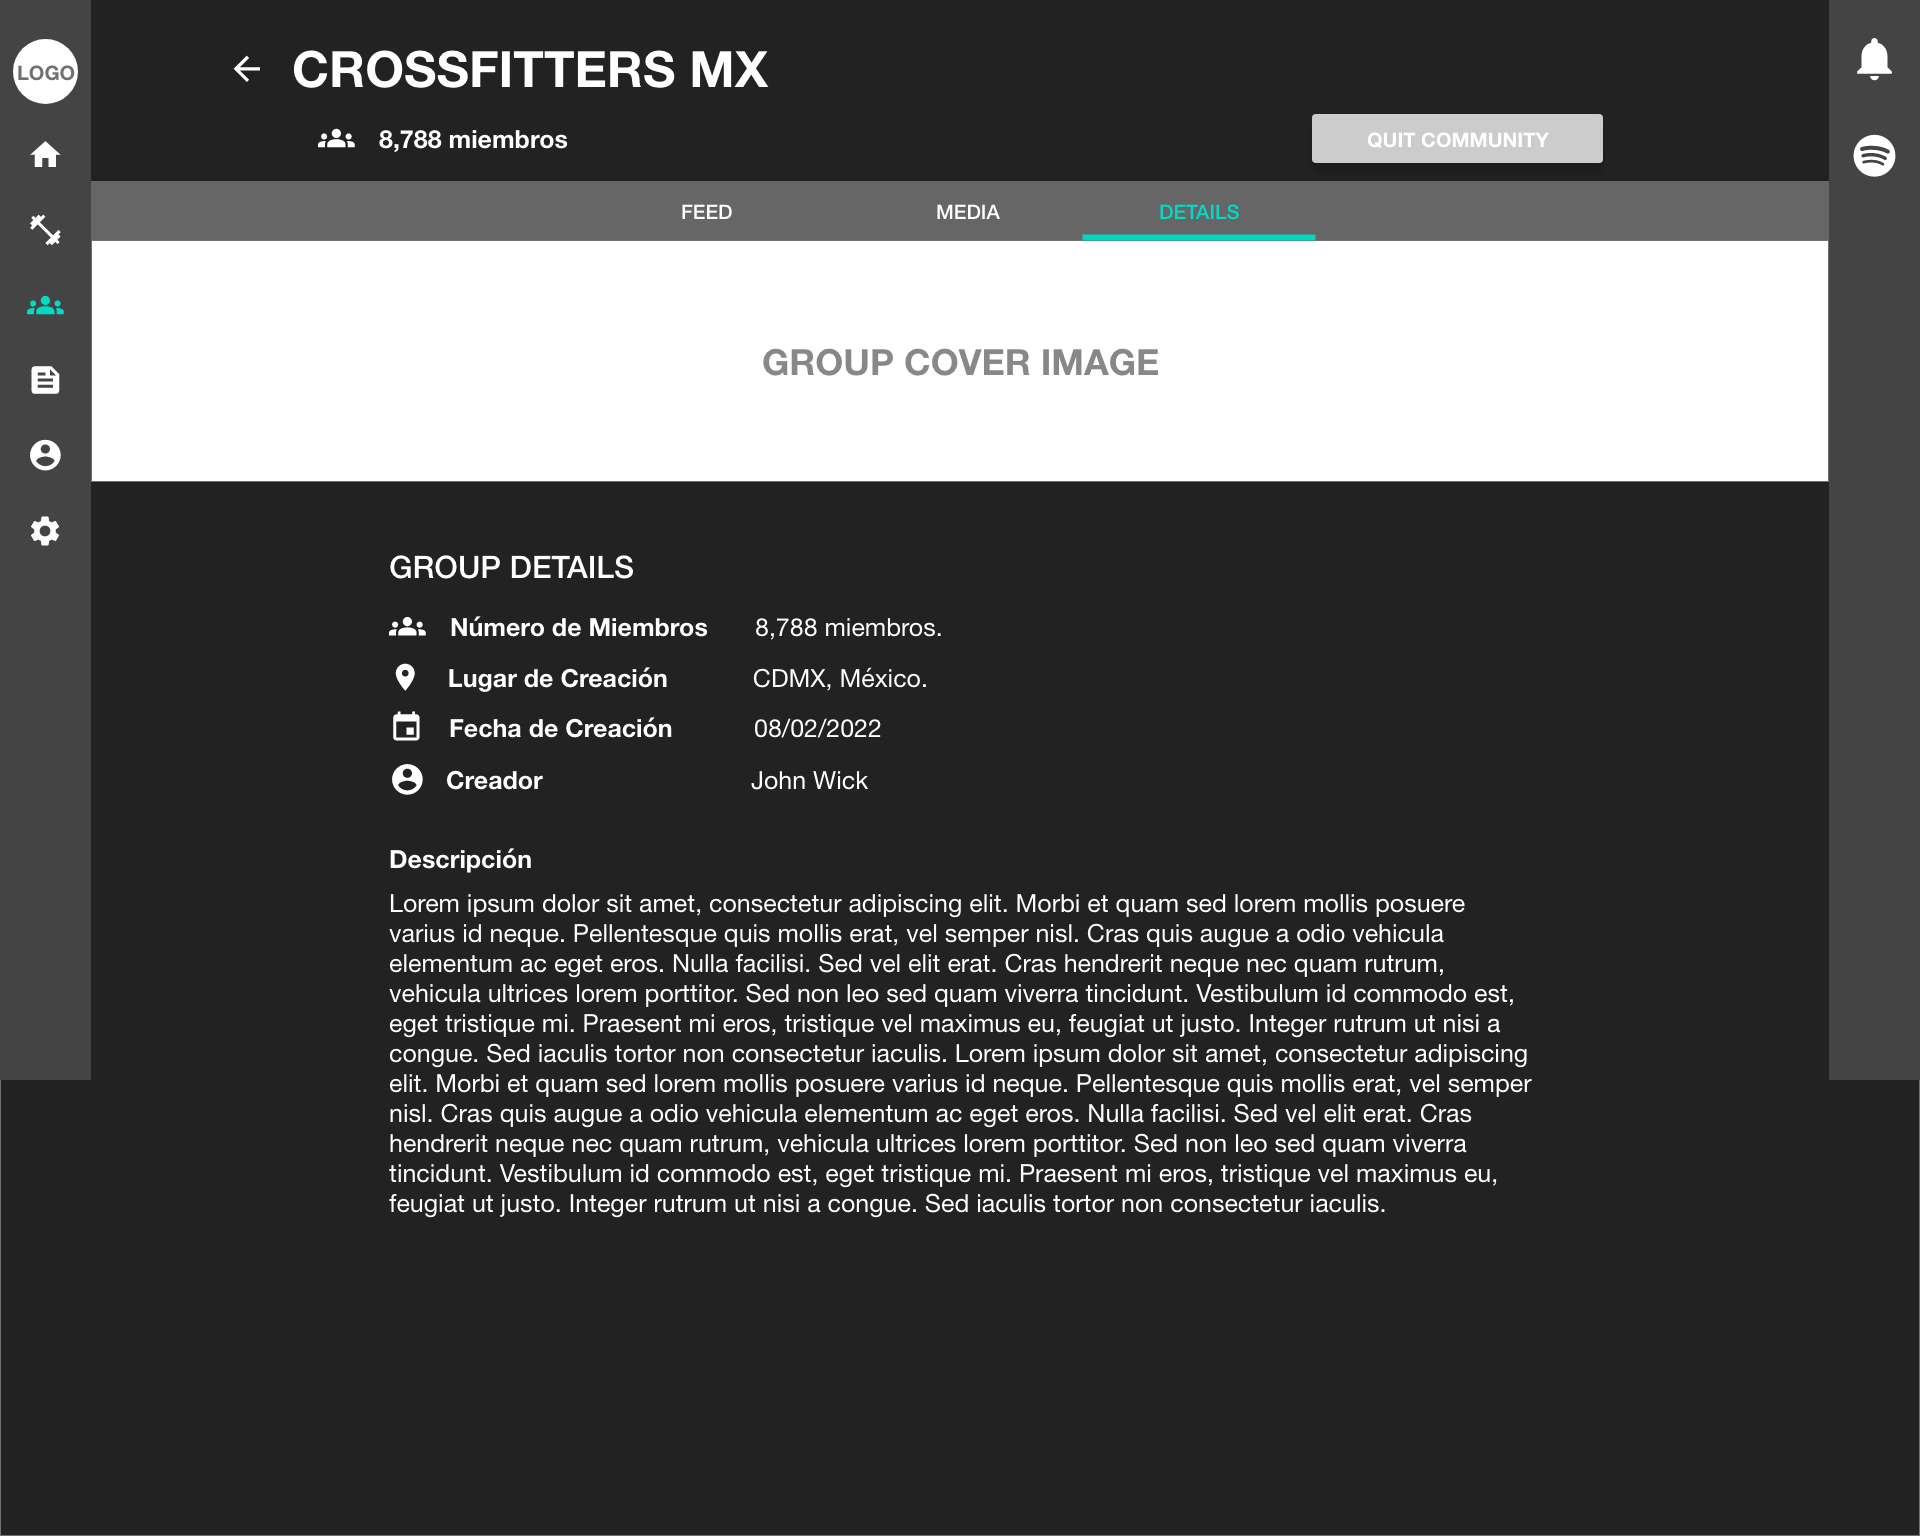 LOGO
CROSSFITTERS MX
8,788 miembros
QUIT COMMUNITY
FEED
MEDIA
DETAILS
GROUP COVER IMAGE
GROUP DETAILS
Número de Miembros 8,788 miembros.
Lugar de Creación CDMX, México.
Fecha de Creación 08/02/2022
Creador John Wick
Descripción
Lorem ipsum dolor sit amet, consectetur adipiscing elit. Morbi et quam sed lorem mollis posuere
varius id neque. Pellentesque quis mollis erat, vel semper nisl. Cras quis augue a odio vehicula
elementum ac eget eros. Nulla facilisi. Sed vel elit erat. Cras hendrerit neque nec quam rutrum,
vehicula ultrices lorem porttitor. Sed non leo sed quam viverra tincidunt. Vestibulum id commodo est,
eget tristique mi. Praesent mi eros, tristique vel maximus eu, feugiat ut justo. Integer rutrum ut nisi a
congue. Sed iaculis tortor non consectetur iaculis. Lorem ipsum dolor sit amet, consectetur adipiscing
elit. Morbi et quam sed lorem mollis posuere varius id neque. Pellentesque quis mollis erat, vel semper
nisl. Cras quis augue a odio vehicula elementum ac eget eros. Nulla facilisi. Sed vel elit erat. Cras
hendrerit neque nec quam rutrum, vehicula ultrices lorem porttitor. Sed non leo sed quam viverra
tincidunt. Vestibulum id commodo est, eget tristique mi. Praesent mi eros, tristique vel maximus eu,
feugiat ut justo. Integer rutrum ut nisi a congue. Sed iaculis tortor non consectetur iaculis.